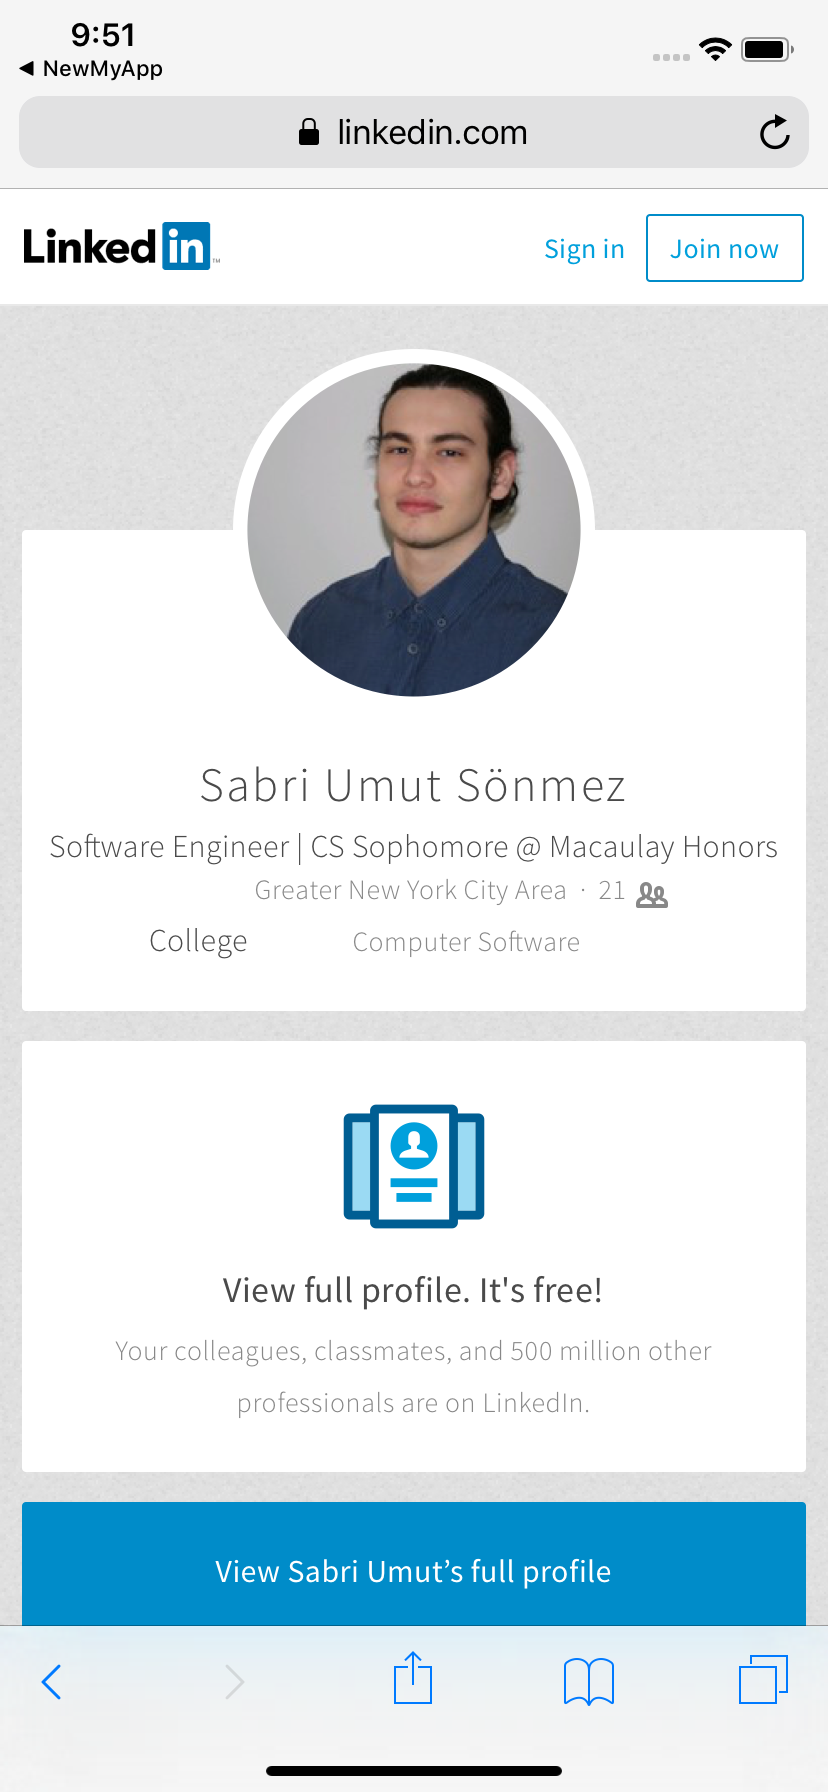 9:51
◀ NewMyApp
linkedin.com
Linked in ™
Sign in
Join now
Sabri Umut Sönmez
Software Engineer | CS Sophomore @ Macaulay Honors
Greater New York City Area · 21
College
Computer Software
View full profile. It's free!
Your colleagues, classmates, and 500 million other
professionals are on LinkedIn.
View Sabri Umut’s full profile